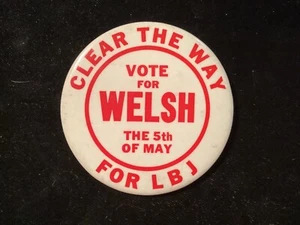 CLEAR THE WAY
VOTE
FOR
WELSH
THE 5th
OF MAY
FOR LBJ